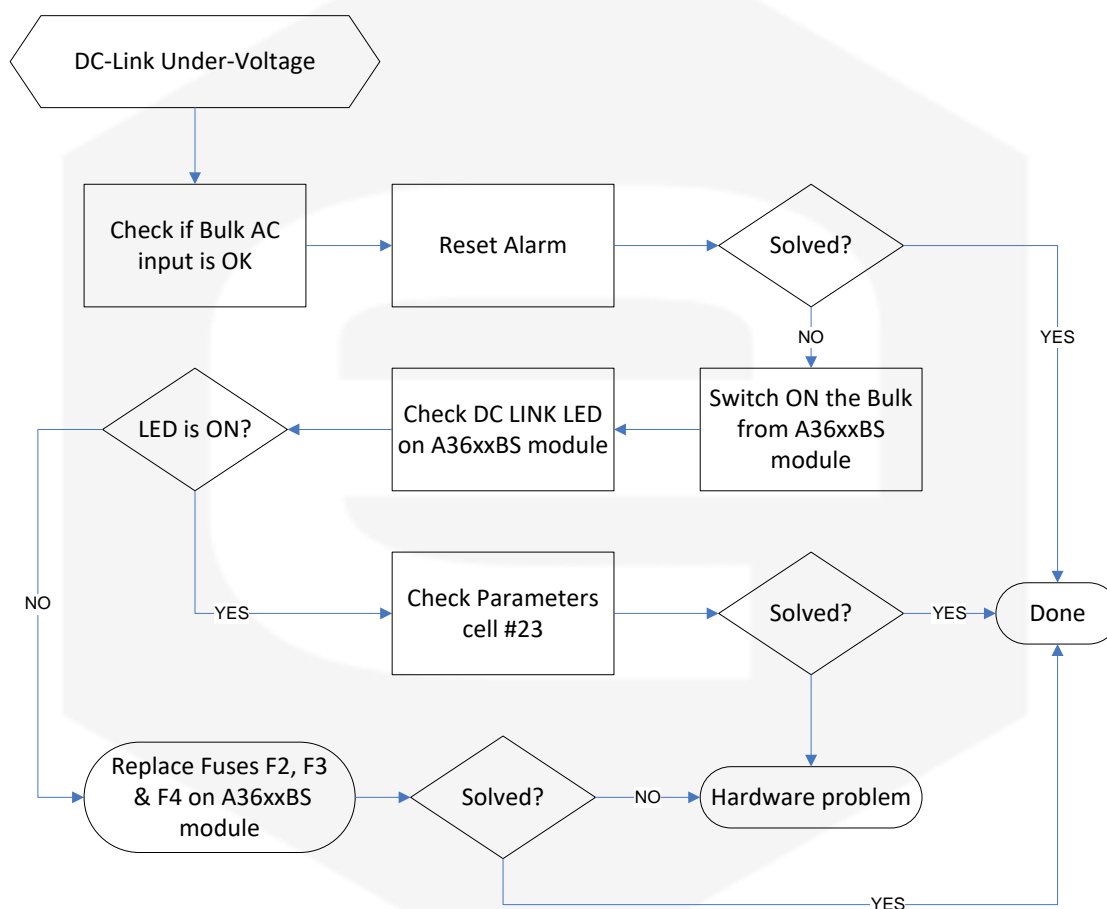 DC-Link Under-Voltage
Check if Bulk AC
input is OK
Reset Alarm
Solved?
YES
NO
Switch ON the Bulk
from A36xxBS
module
Check DC LINK LED
on A36xxBS module
LED is ON?
NO
YES
Check Parameters
cell #23
Solved?
YES
Done
Replace Fuses F2, F3
& F4 on A36xxBS
module
Solved?
NO
Hardware problem
YES